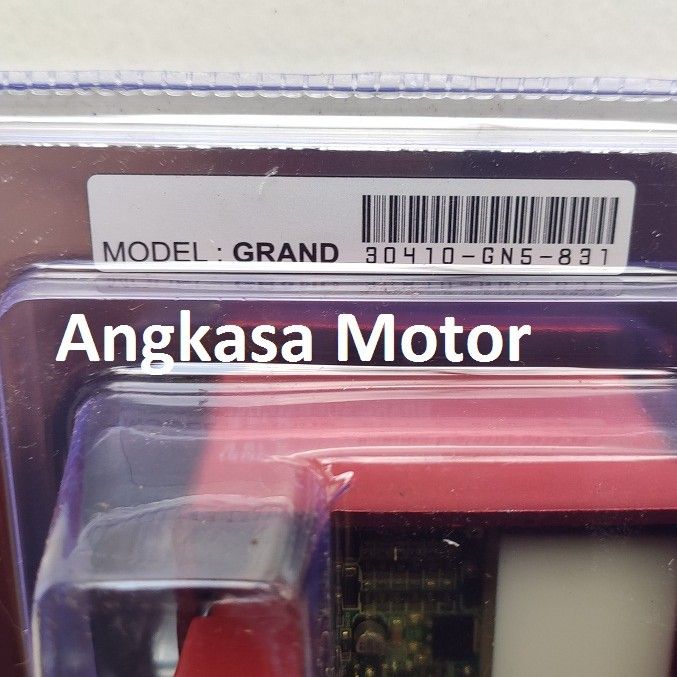 MODEL : GRAND 30410-GN5-831
Angkasa Motor